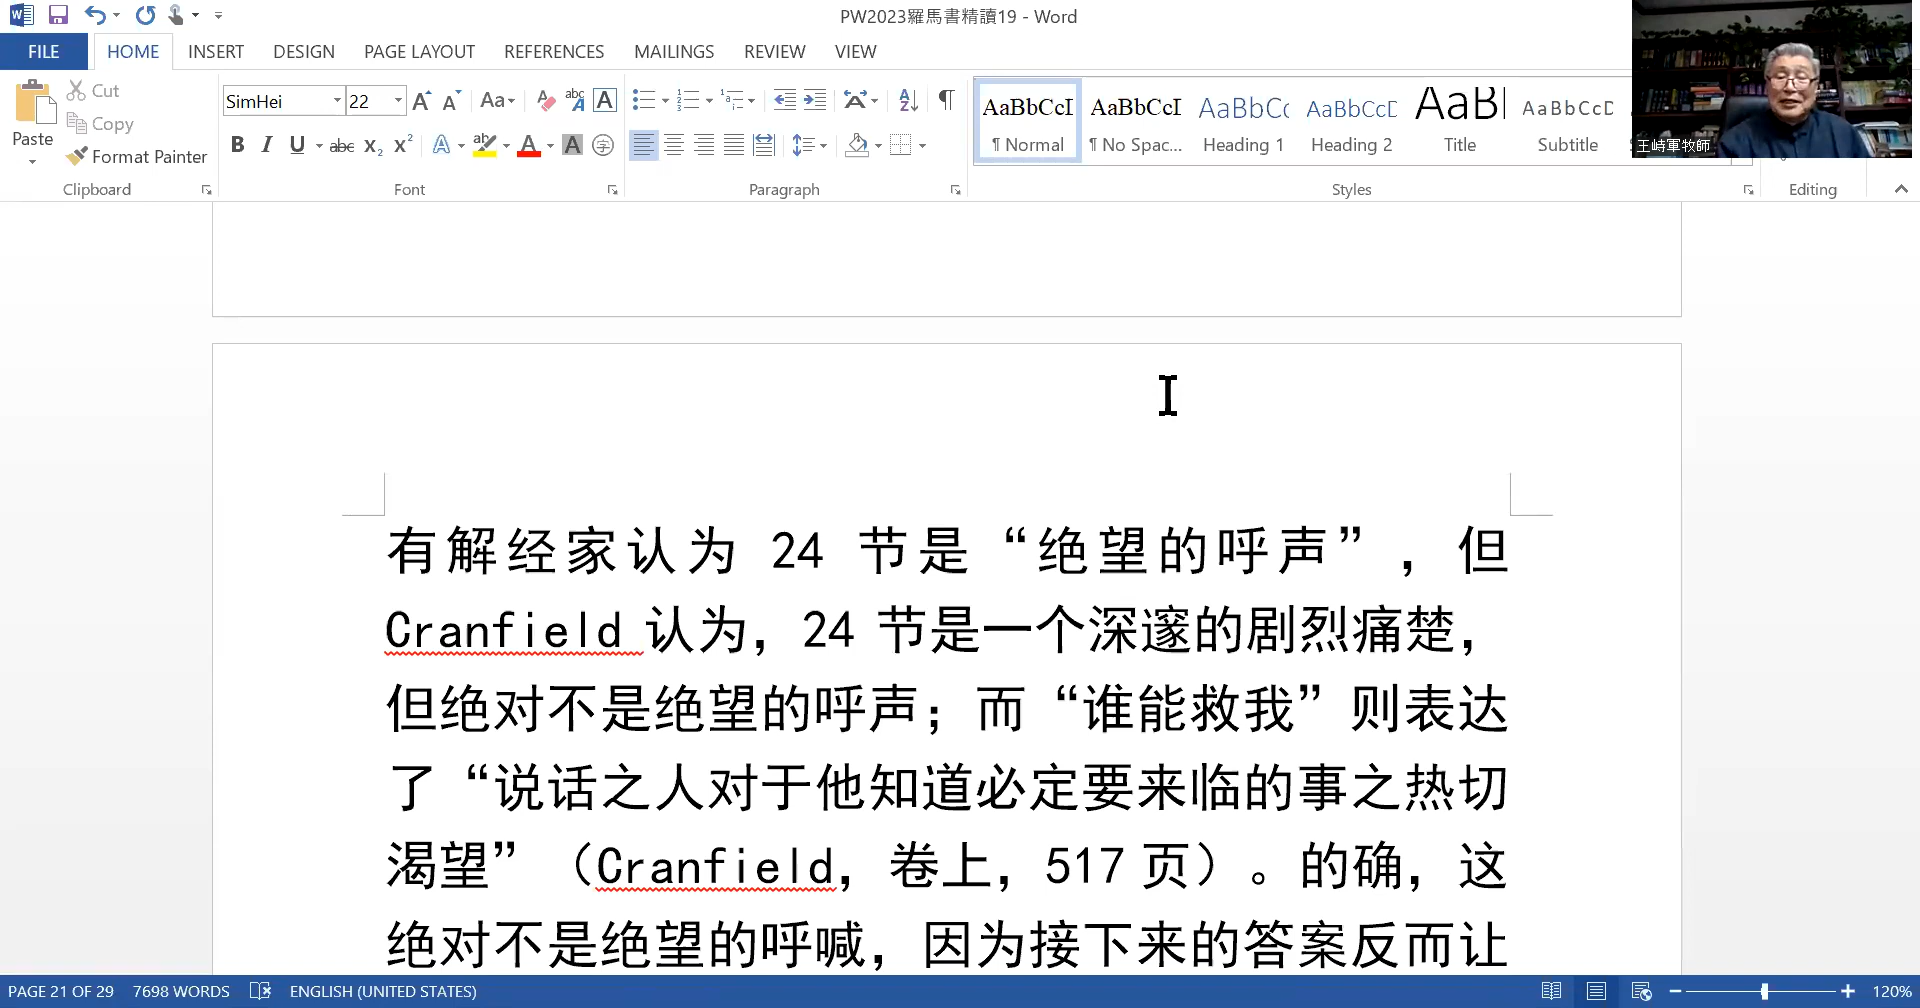 PW2023羅馬書精讀19 - Word
FILE HOME INSERT DESIGN PAGE LAYOUT REFERENCES MAILINGS REVIEW VIEW
Cut
Copy
Format Painter
Paste
Clipboard
SimHei 22
Font
Paragraph
AaBbCcI AaBbCcI AaBbCc AaBbCcD AaBl AaBbCcD
¶ Normal ¶ No Spac... Heading 1 Heading 2 Title Subtitle
Styles
Editing
王峙軍牧師
有解经家认为 24 节是“绝望的呼声”，但
Cranfield 认为，24 节是一个深邃的剧烈痛楚，
但绝对不是绝望的呼声；而“谁能救我”则表达
了“说话之人对于他知道必定要来临的事之热切
渴望”（Cranfield，卷上，517 页）。的确，这
绝对不是绝望的呼喊，因为接下来的答案反而让
PAGE 21 OF 29 7698 WORDS ENGLISH (UNITED STATES) 120%